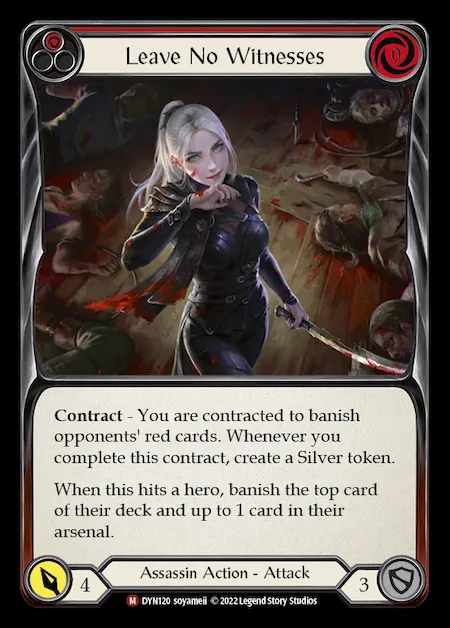 Leave No Witnesses
0
Contract - You are contracted to banish
opponents' red cards. Whenever you
complete this contract, create a Silver token.
When this hits a hero, banish the top card
of their deck and up to 1 card in their
arsenal.
4
Assassin Action - Attack
3
M DYN120 soyameii © 2022 Legend Story Studios